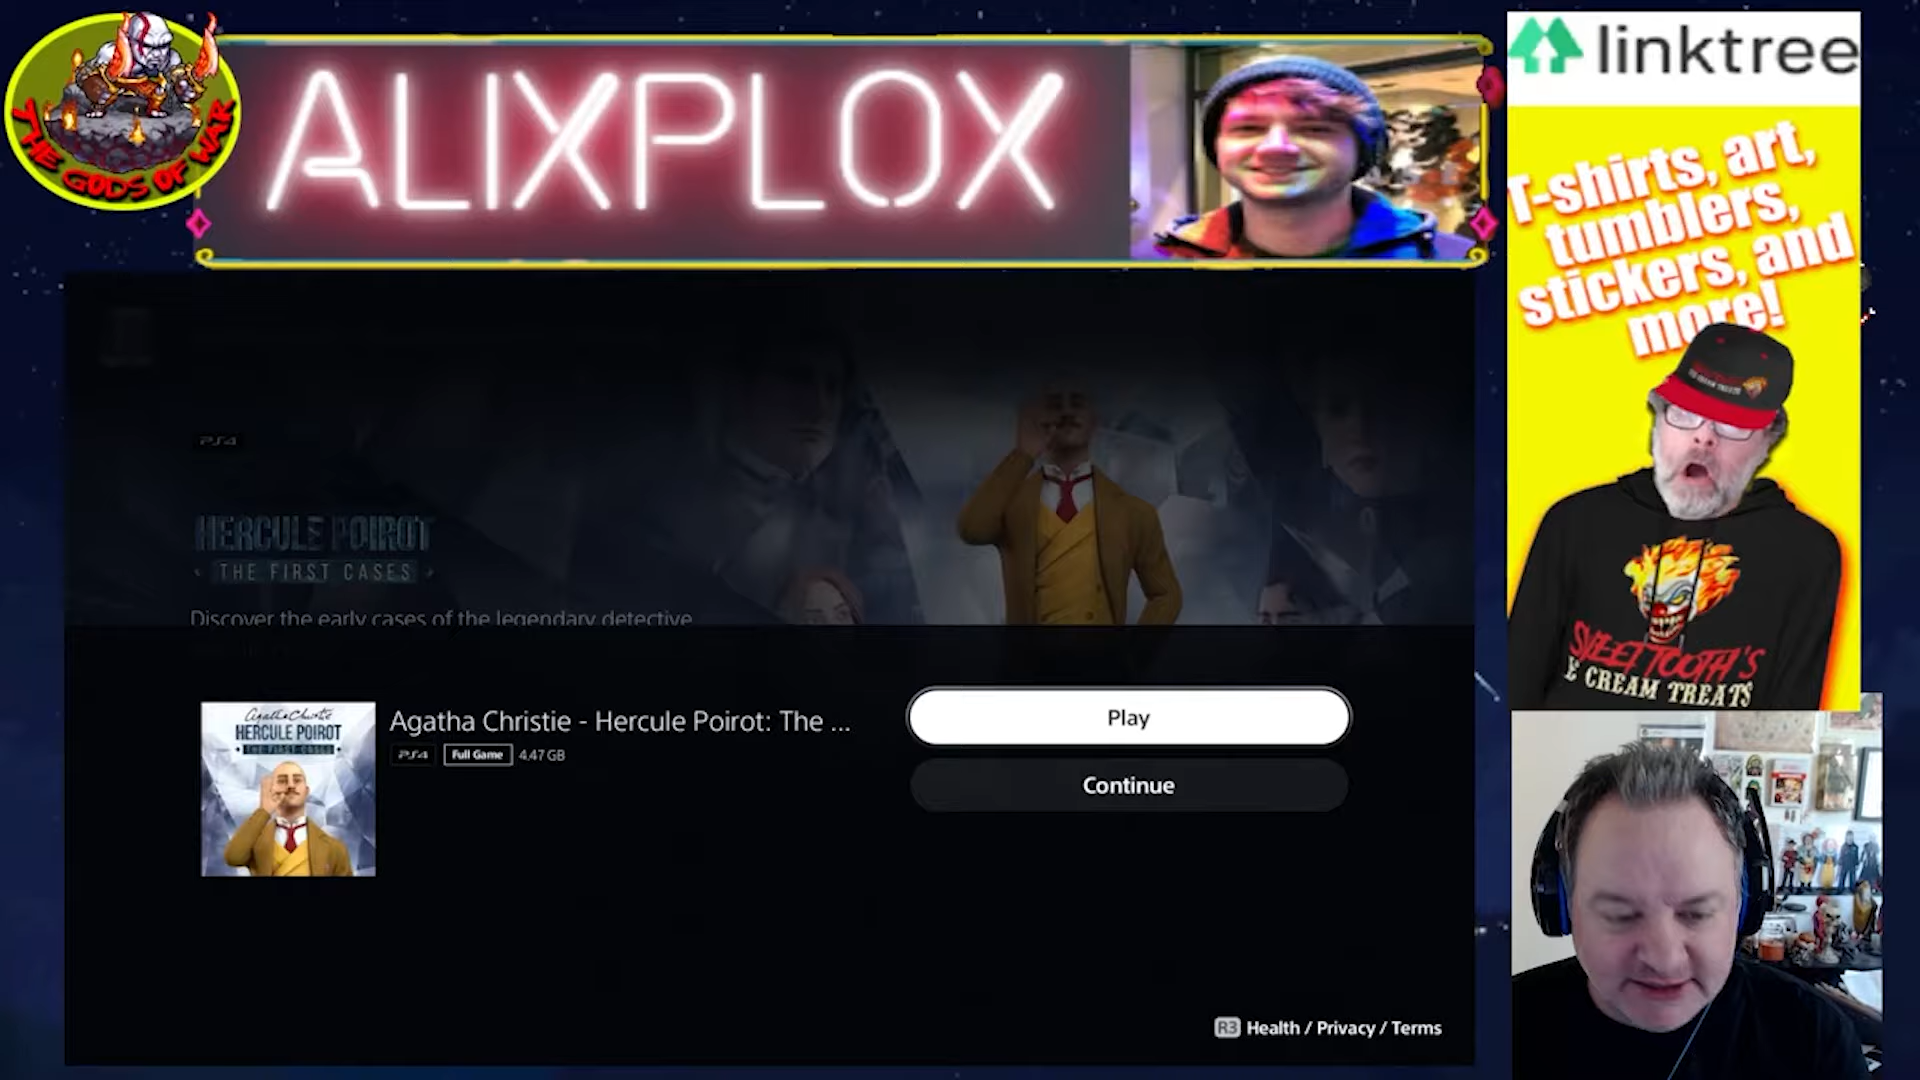 THE GODS OF WAR
ALIXPLOX
linktree
T-shirts, art,
tumblers,
stickers, and
more!
PS4
HERCULE POIROT
THE FIRST CASES
Discover the early cases of the legendary detective
SWEET TOOTH'S
E CREAM TREATS
Agatha Christie
HERCULE POIROT
THE FIRST CASES
Agatha Christie - Hercule Poirot: The ...
PS4 Full Game 4.47 GB
Play
Continue
R3 Health / Privacy / Terms